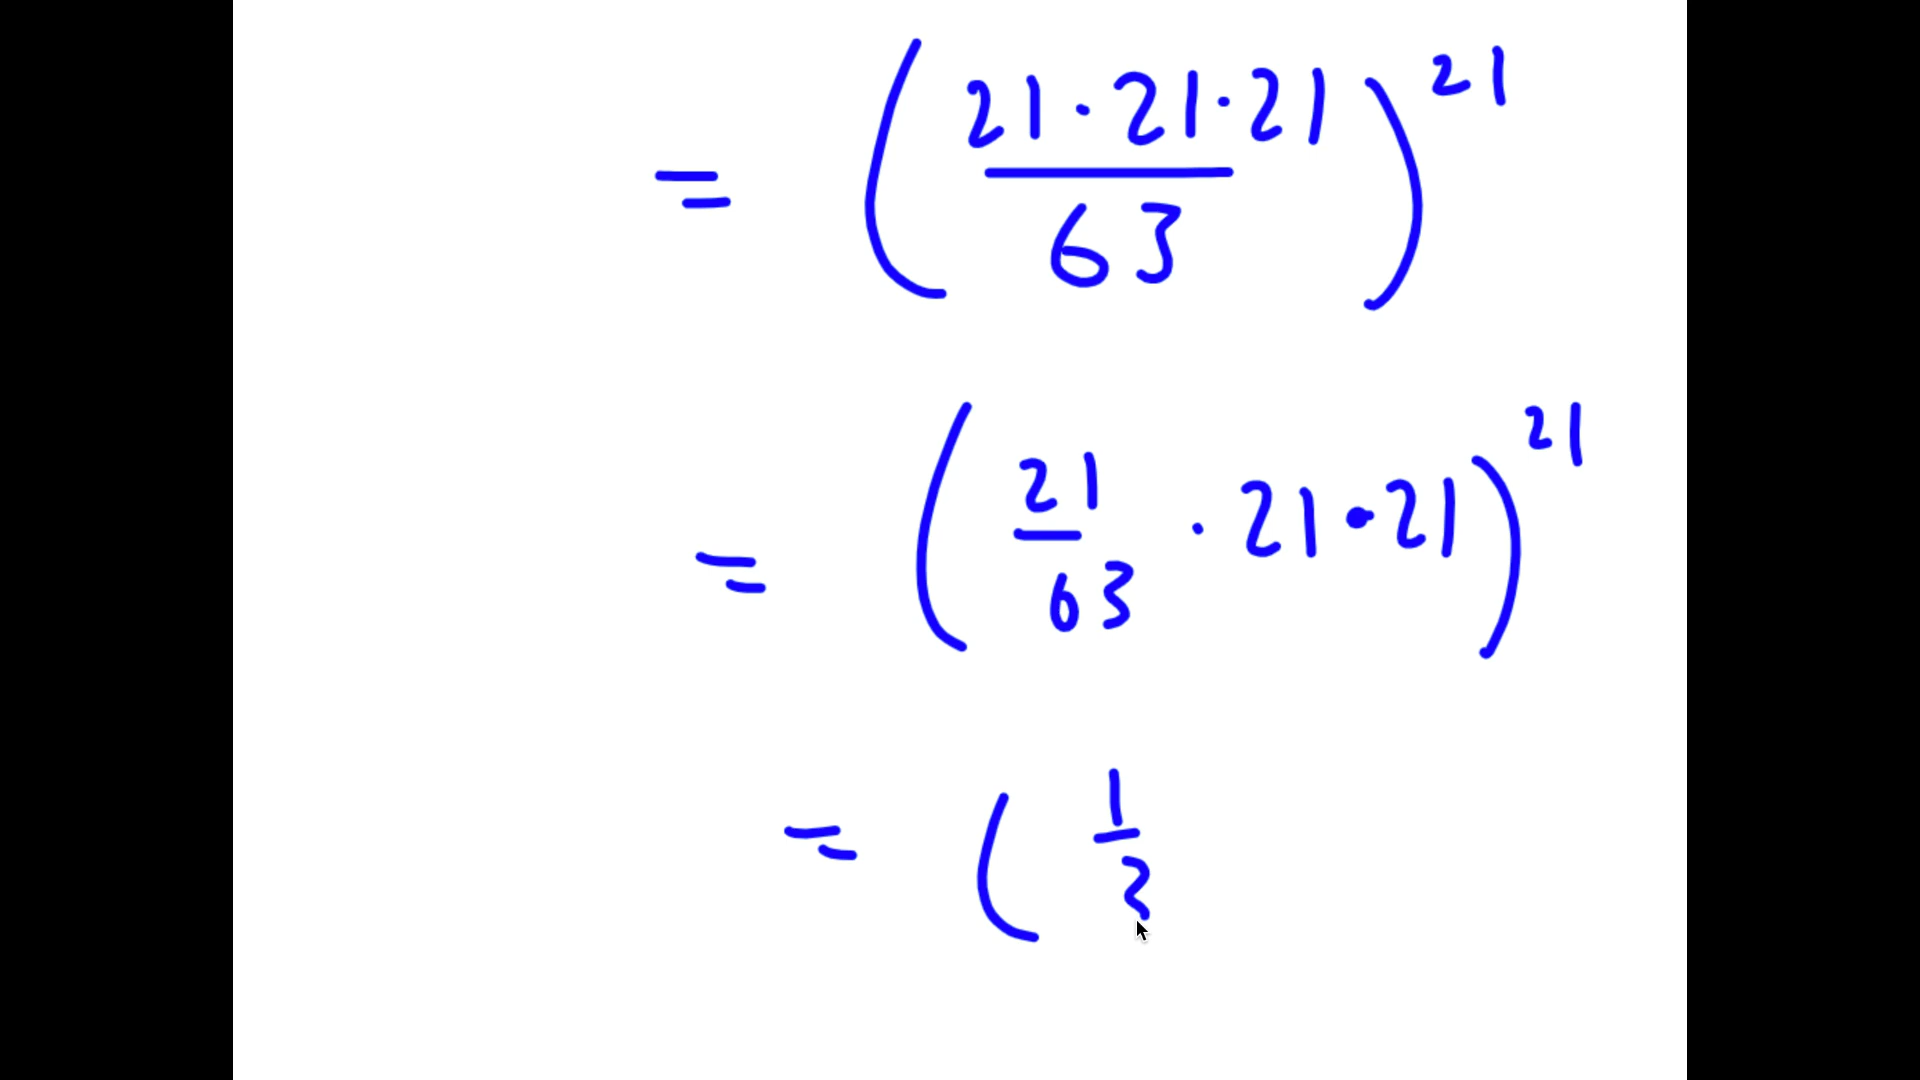 = (21·21·21/63)^21
= (21/63 · 21·21)^21
= (1/3